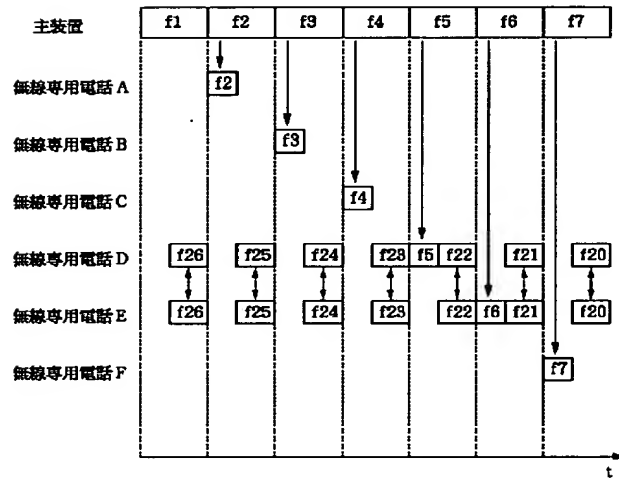 主装置 f1 f2 f3 f4 f5 f6 f7
無線専用電話A f2
無線専用電話B f3
無線専用電話C f4
無線専用電話D f26 f25 f24 f23 f5 f22 f21 f20
無線専用電話E f26 f25 f24 f23 f22 f6 f21 f20
無線専用電話F f7
t